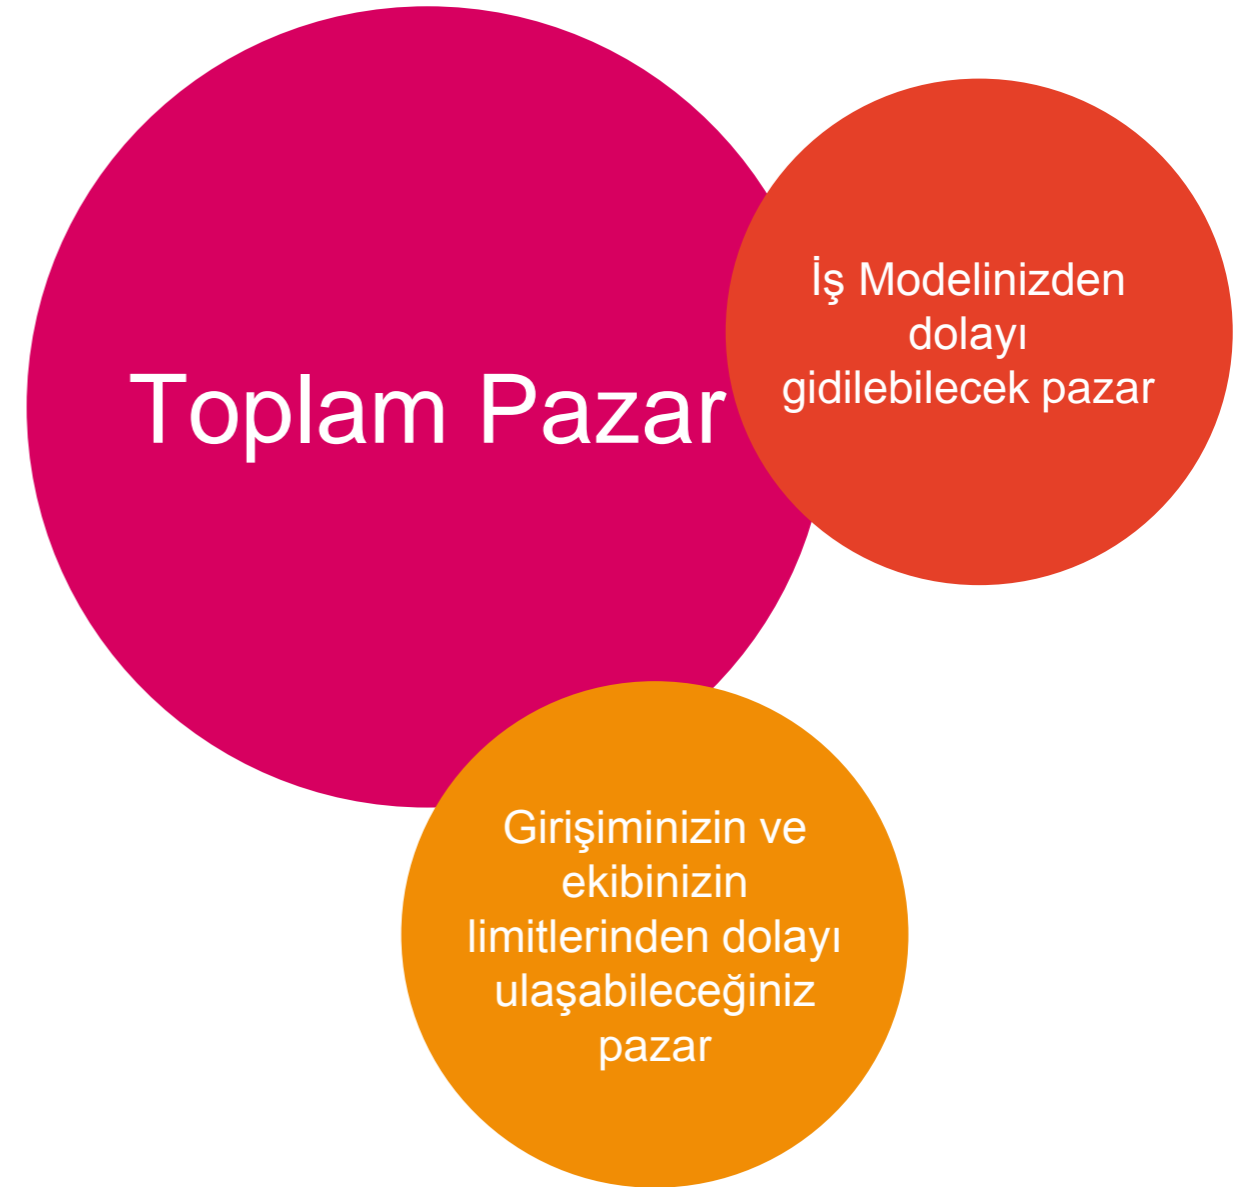 Toplam Pazar
İş Modelinizden
dolayı
gidilebilecek pazar
Girişiminizin ve
ekibinizin
limitlerinden dolayı
ulaşabileceğiniz
pazar